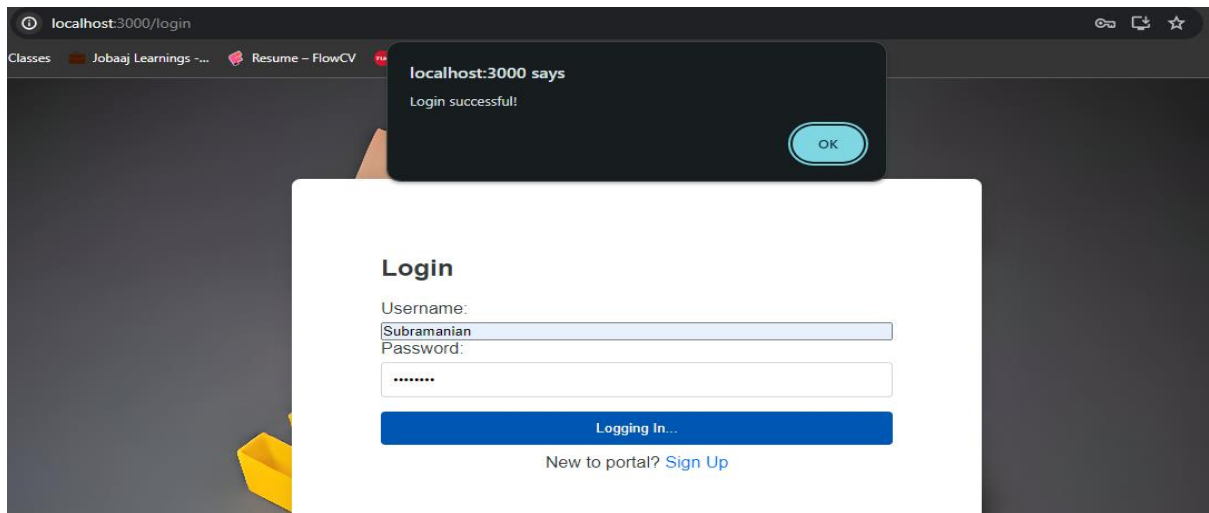 localhost:3000/login
Classes Jobaaj Learnings -... Resume – FlowCV
localhost:3000 says
Login successful!
OK
Login
Username:
Subramanian
Password:
••••••••
Logging In...
New to portal? Sign Up